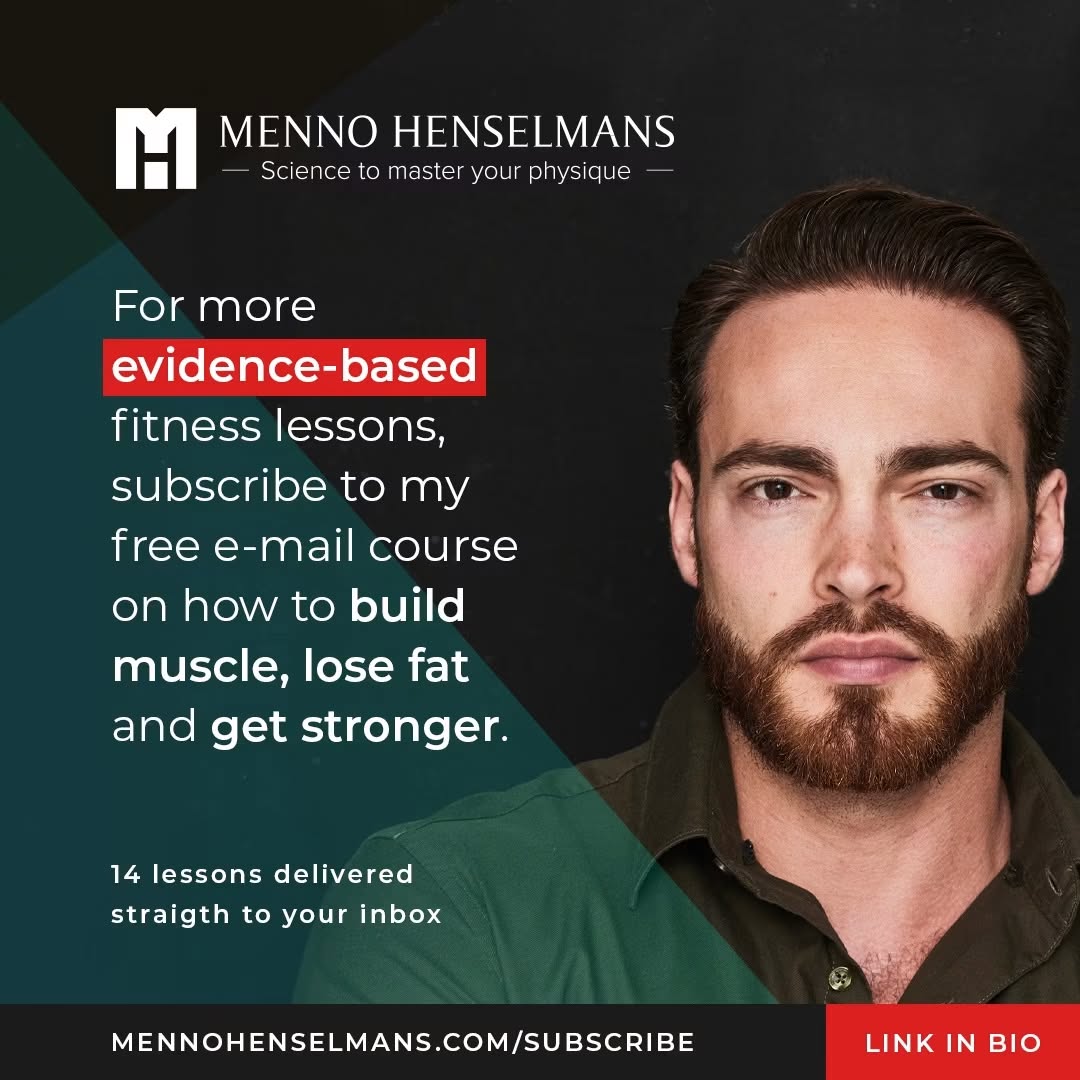 MENNO HENSELMANS
Science to master your physique
For more
evidence-based
fitness lessons,
subscribe to my
free e-mail course
on how to build
muscle, lose fat
and get stronger.
14 lessons delivered
straigth to your inbox
MENNOHENSELMANS.COM/SUBSCRIBE
LINK IN BIO